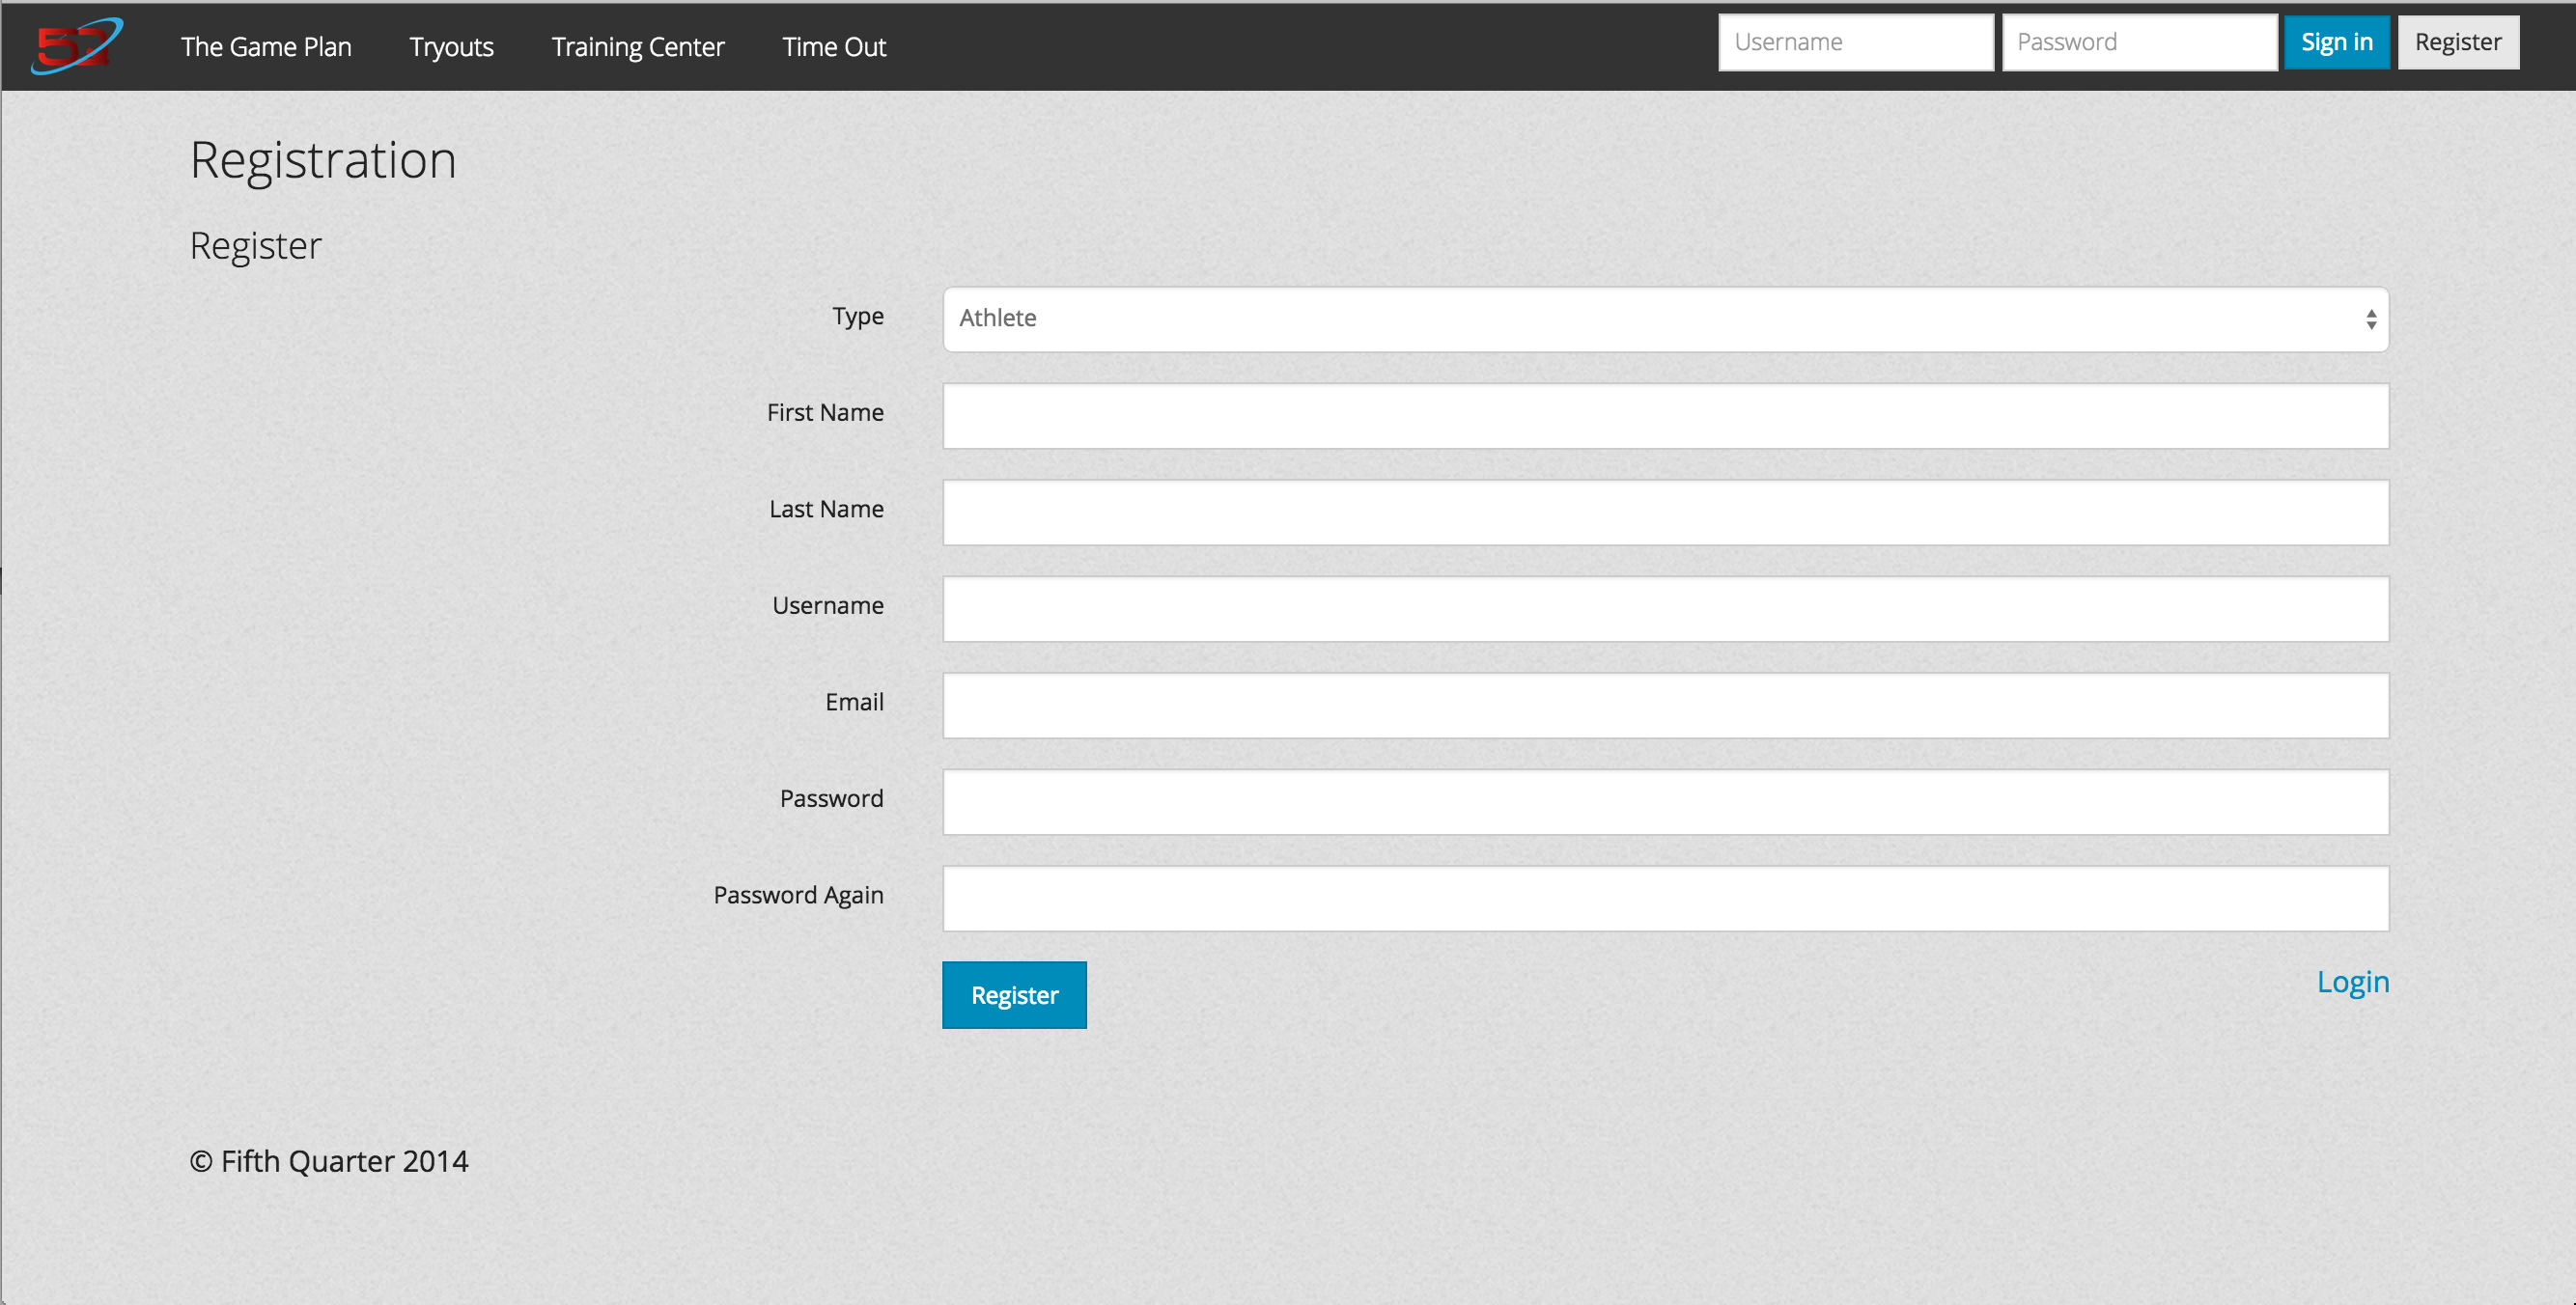 5Q The Game Plan Tryouts Training Center Time Out Username Password Sign in Register
Registration
Register
Type Athlete
First Name
Last Name
Username
Email
Password
Password Again
Register Login
© Fifth Quarter 2014